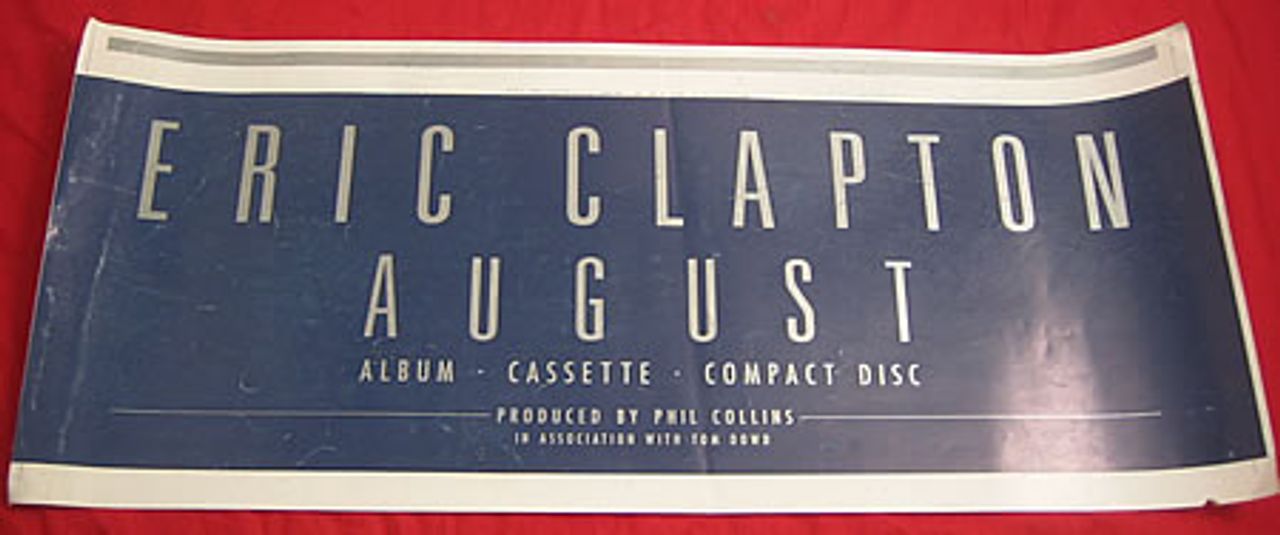 ERIC CLAPTON
AUGUST
ALBUM · CASSETTE · COMPACT DISC
PRODUCED BY PHIL COLLINS
IN ASSOCIATION WITH TOM DOWD